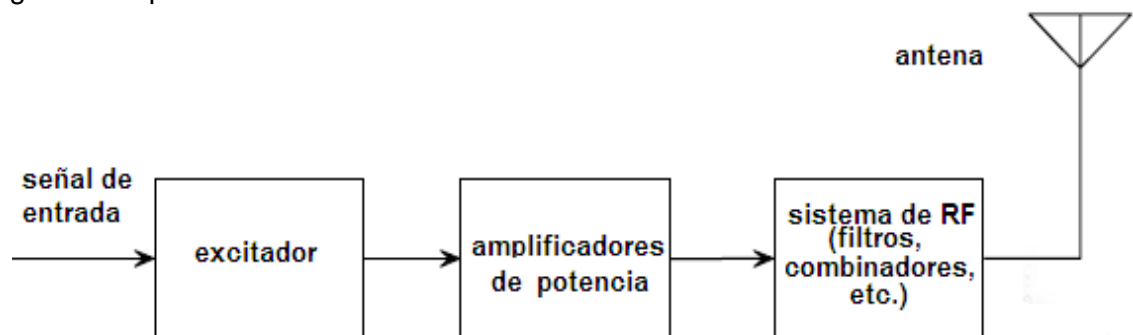 antena
señal de
entrada
excitador
amplificadores
de potencia
sistema de RF
(filtros,
combinadores,
etc.)